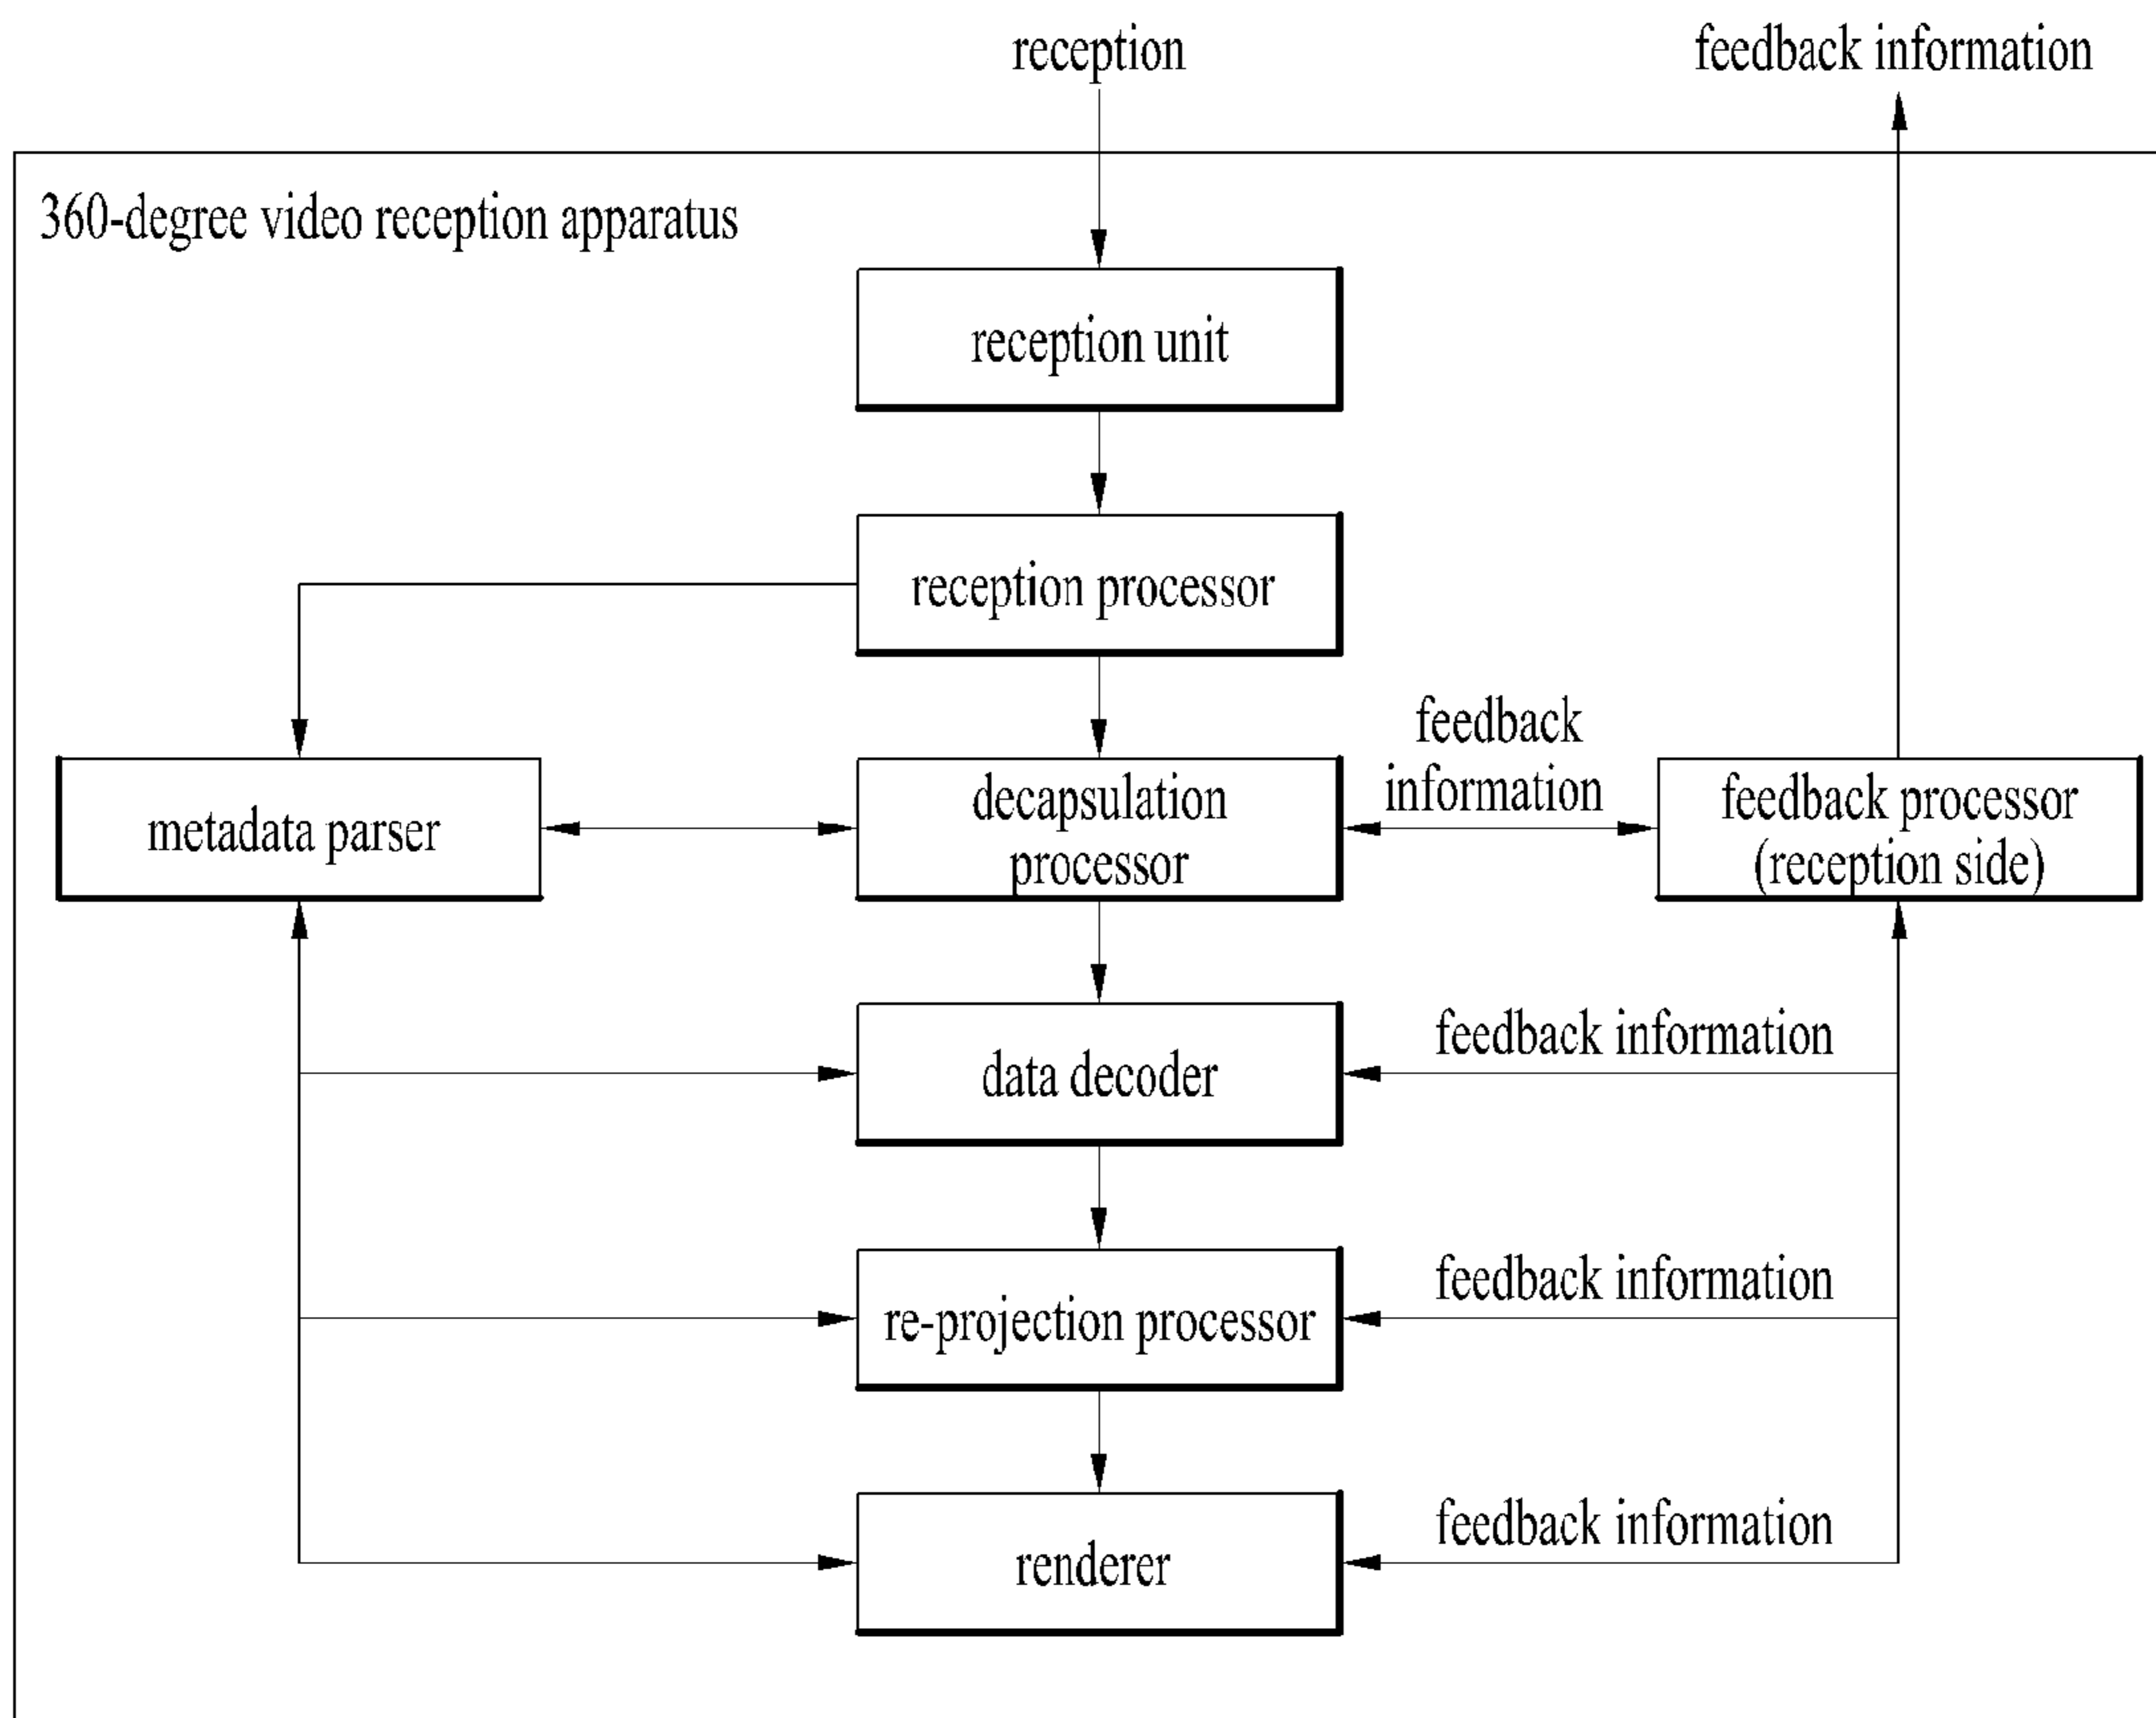 reception
feedback information
360-degree video reception apparatus
reception unit
reception processor
feedback
information
metadata parser
decapsulation
processor
feedback processor
(reception side)
feedback information
data decoder
feedback information
re-projection processor
feedback information
renderer